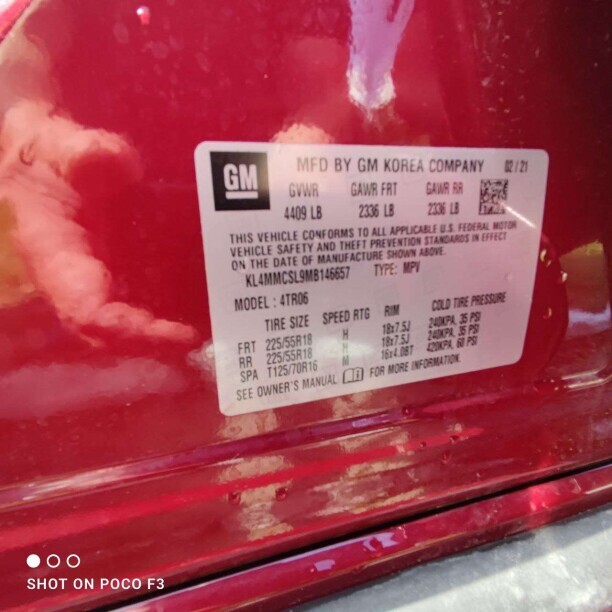 GM
MFD BY GM KOREA COMPANY 02/21
GVWR GAWR FRT GAWR RR
4409 LB 2336 LB 2336 LB
THIS VEHICLE CONFORMS TO ALL APPLICABLE U.S. FEDERAL MOTOR
VEHICLE SAFETY AND THEFT PREVENTION STANDARDS IN EFFECT
ON THE DATE OF MANUFACTURE SHOWN ABOVE.
KL4MMCSL9MB146657 TYPE: MPV
MODEL: 4TR06
TIRE SIZE SPEED RTG RIM COLD TIRE PRESSURE
FRT 225/55R18 H 18x7.5J 240KPA, 35 PSI
RR 225/55R18 H 18x7.5J 240KPA, 35 PSI
SPA T125/70R16 M 16x4.0BT 420KPA, 60 PSI
SEE OWNER'S MANUAL FOR MORE INFORMATION.
SHOT ON POCO F3